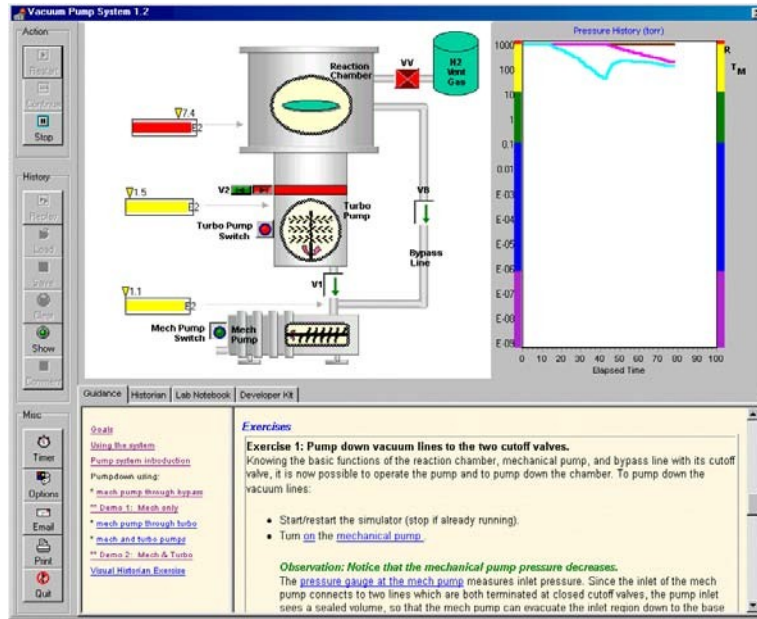 Vacuum Pump System 1.2
Action
Restart
Continue
Stop
History
Replay
Load
Save
Clear
Show
Misc
Timer
Options
Email
Print
Quit
Reaction
Chamber
VV
N2
Vent
Gas
7.4
E2
V2
1.5
E2
Turbo
Pump
Turbo Pump
Switch
VB
Bypass
Line
V1
1.1
E2
Mech Pump
Switch
Mech
Pump
Pressure History (torr)
1000
100
10
1
0.1
E-03
E-04
E-05
E-06
E-07
E-08
E-09
R
T
M
0 10 20 30 40 50 60 70 80 90 100
Elapsed Time
Guidance Historian Lab Notebook Developer Kit
Goals
Using the system
Pump system introduction
Pumpdown using:
* mech pump through bypass
** Demo 1: Mech only
* mech pump through turbo
* mech and turbo pumps
** Demo 2: Mech & Turbo
Visual Historian Exercise
Exercises
Exercise 1: Pump down vacuum lines to the two cutoff valves.
Knowing the basic functions of the reaction chamber, mechanical pump, and bypass line with its cutoff
valve, it is now possible to operate the pump and to pump down the chamber. To pump down the
vacuum lines:
• Start/restart the simulator (stop if already running).
• Turn on the mechanical pump .
Observation: Notice that the mechanical pump pressure decreases.
The pressure gauge at the mech pump measures inlet pressure. Since the inlet of the mech
pump connects to two lines which are both terminated at closed cutoff valves, the pump inlet
sees a sealed volume, so that the mech pump can evacuate the inlet region down to the base